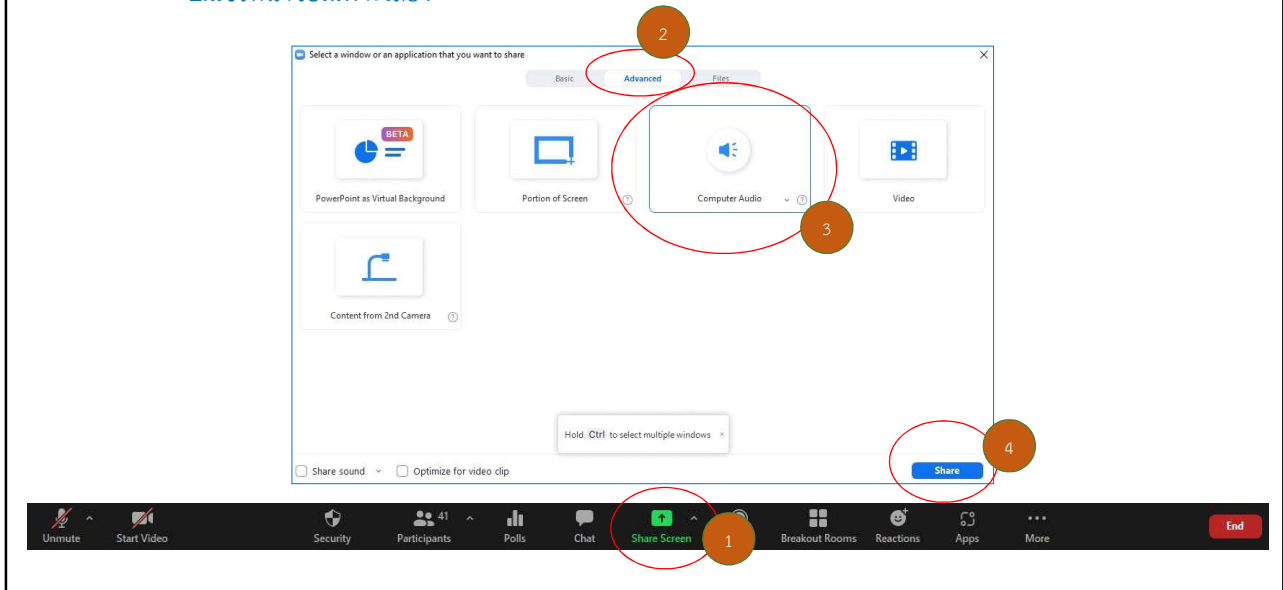 2
Select a window or an application that you want to share
Basic Advanced Files
BETA
PowerPoint as Virtual Background
Portion of Screen
Computer Audio
Video
3
Content from 2nd Camera
Hold Ctrl to select multiple windows ×
4
Share sound
Optimize for video clip
Share
Unmute
Start Video
Security
41
Participants
Polls
Chat
Share Screen
1
Breakout Rooms
Reactions
Apps
More
End